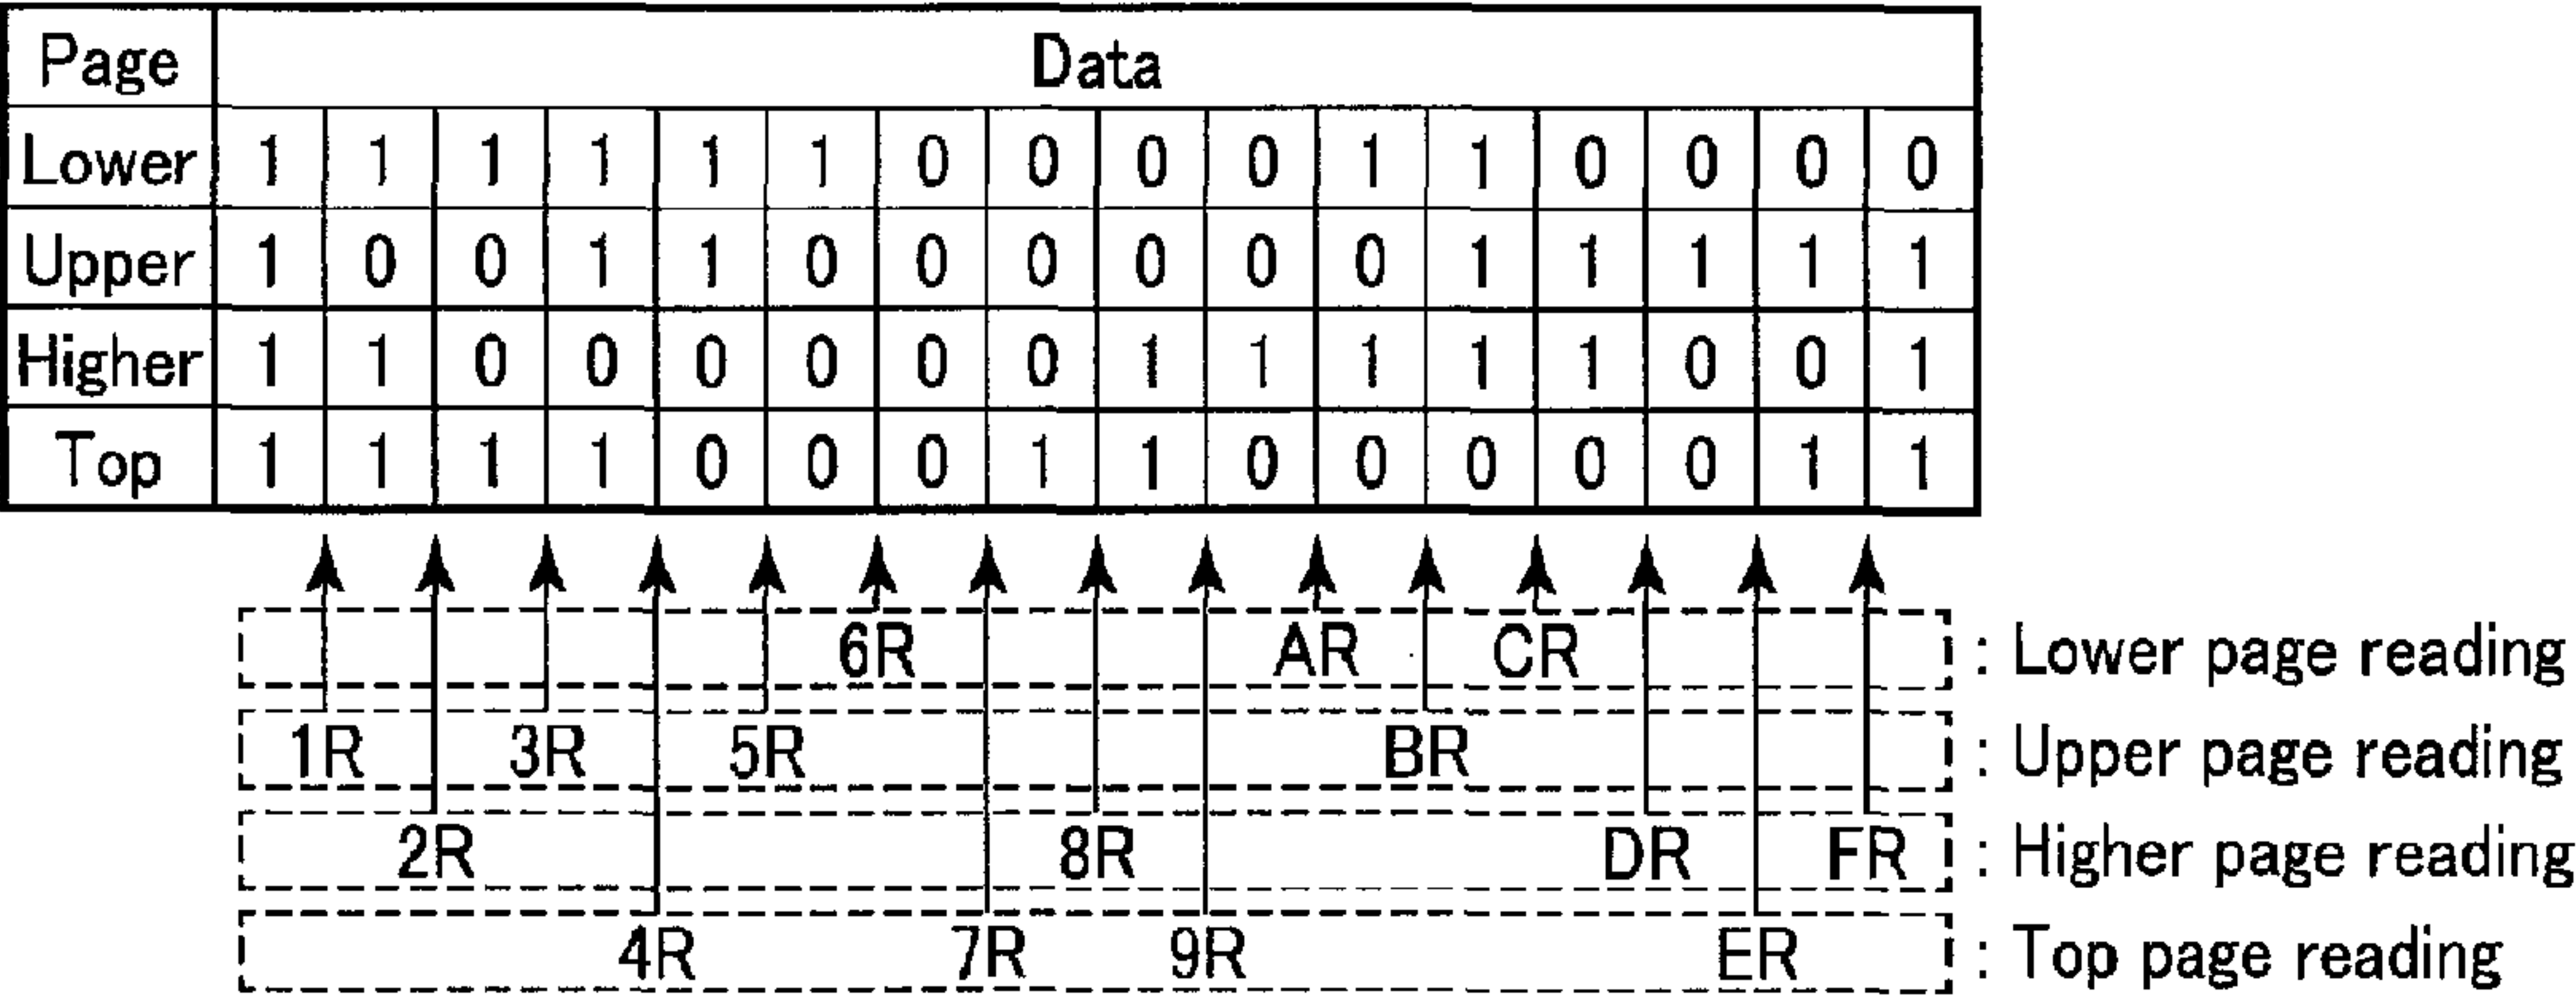 Page Data
Lower 1 1 1 1 1 1 0 0 0 0 1 1 0 0 0 0
Upper 1 0 0 1 1 0 0 0 0 0 0 1 1 1 1 1
Higher 1 1 0 0 0 0 0 0 1 1 1 1 1 0 0 1
Top 1 1 1 1 0 0 0 1 1 0 0 0 0 0 1 1
6R AR CR : Lower page reading
1R 3R 5R BR : Upper page reading
2R 8R DR FR : Higher page reading
4R 7R 9R ER : Top page reading